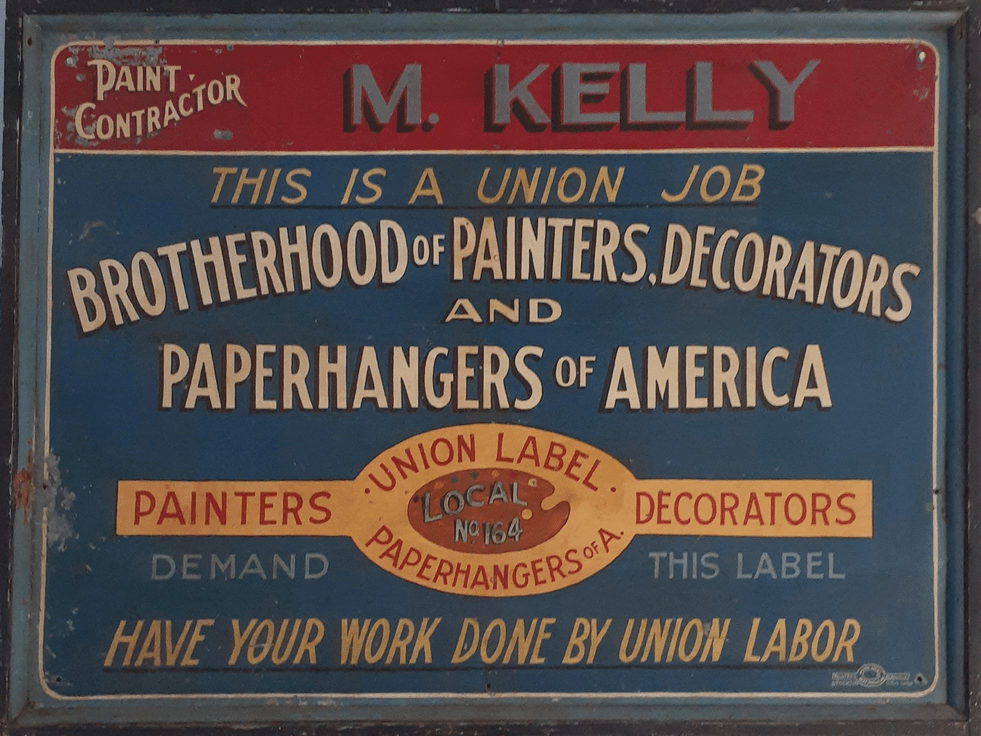 PAINT
CONTRACTOR
M. KELLY
THIS IS A UNION JOB
BROTHERHOOD OF PAINTERS, DECORATORS
AND
PAPERHANGERS OF AMERICA
UNION LABEL
PAINTERS
LOCAL
No. 164
DECORATORS
PAPERHANGERS OF A.
DEMAND
THIS LABEL
HAVE YOUR WORK DONE BY UNION LABOR